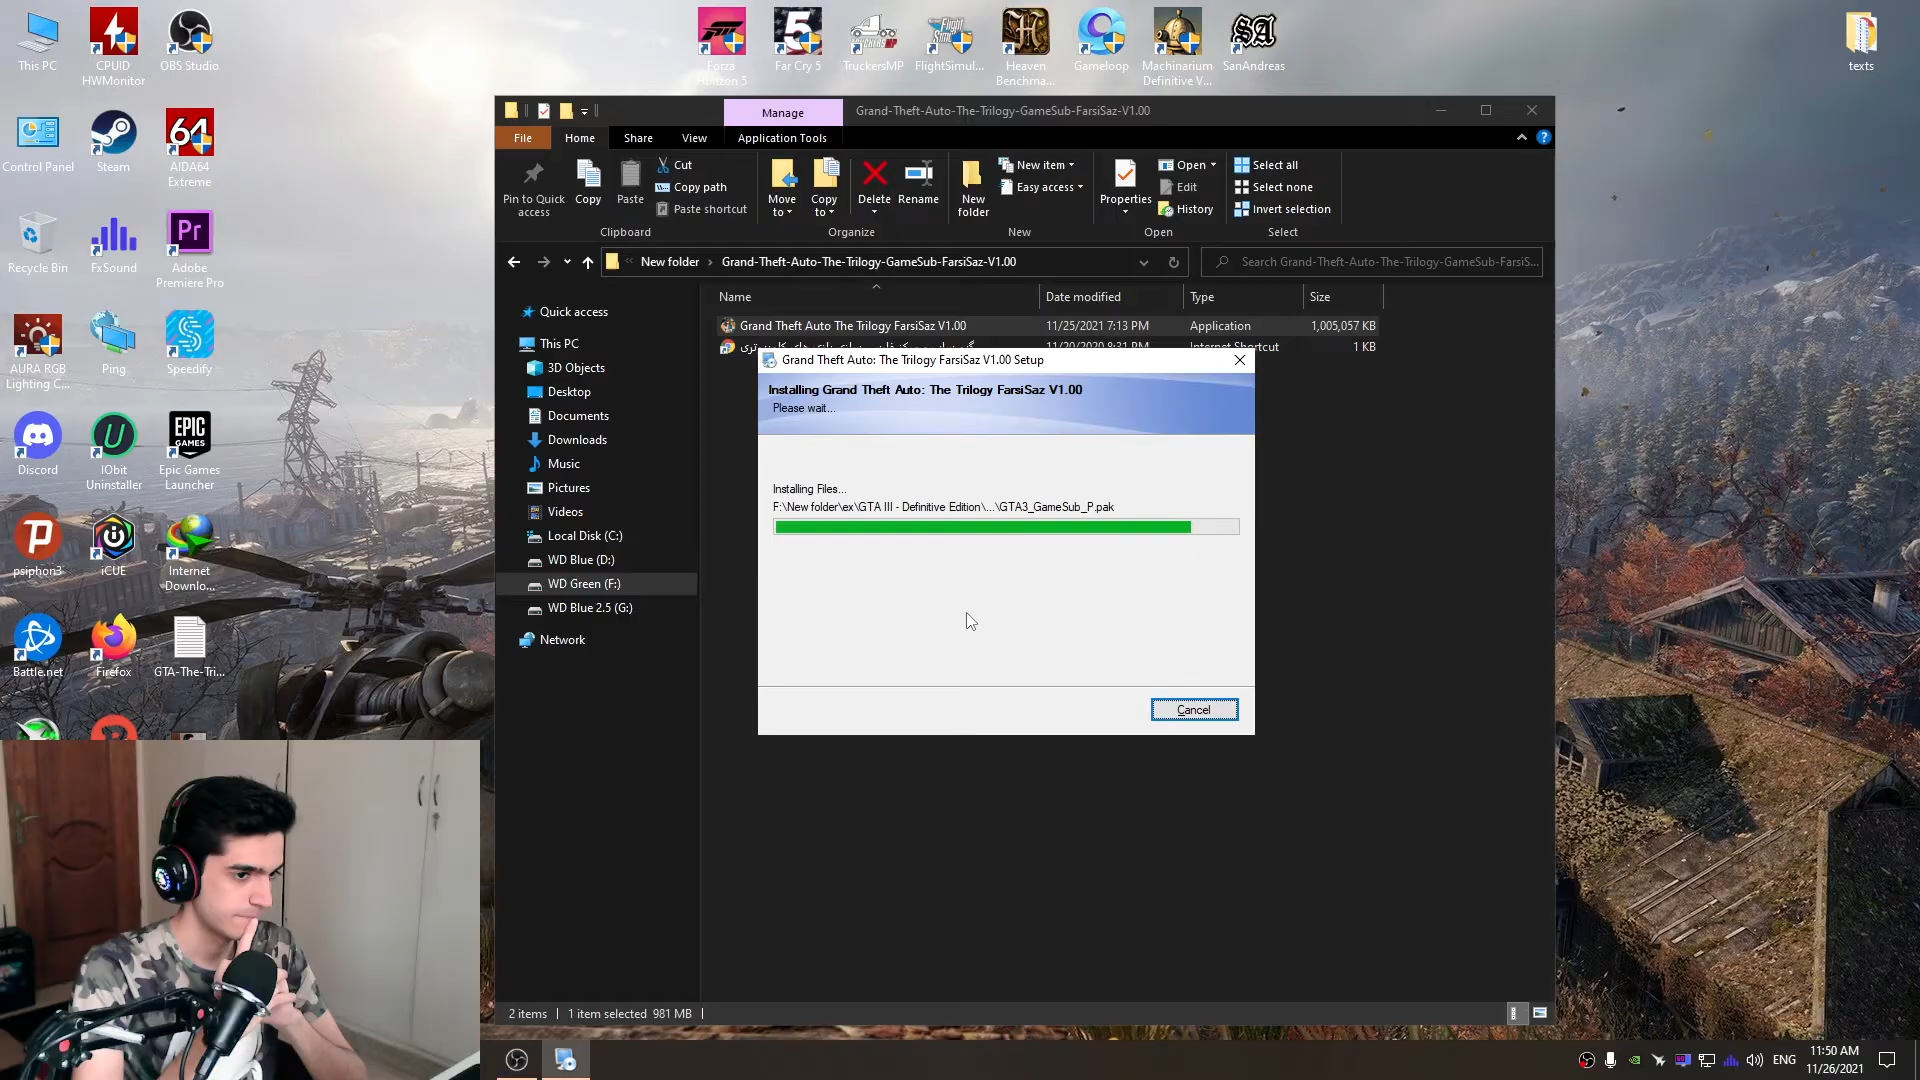 This PC
CPUID
HWMonitor
OBS Studio
Forza
Horizon 5
Far Cry 5
TruckersMP
FlightSimul...
Heaven
Benchma...
Gameloop
Machinarium
Definitive V...
SanAndreas
texts
Control Panel
Steam
64
AIDA64
Extreme
Recycle Bin
FxSound
Pr
Adobe
Premiere Pro
AURA RGB
Lighting C...
Ping
Speedify
Discord
IObit
Uninstaller
EPIC
GAMES
Epic Games
Launcher
psiphon3
iCUE
Internet
Downlo...
Battle.net
Firefox
GTA-The-Tri...
Manage
Grand-Theft-Auto-The-Trilogy-GameSub-FarsiSaz-V1.00
File
Home
Share
View
Application Tools
Pin to Quick
access
Copy
Paste
Cut
Copy path
Paste shortcut
Clipboard
Move
to
Copy
to
Delete
Rename
Organize
New
folder
New item
Easy access
New
Properties
Open
Edit
History
Open
Select all
Select none
Invert selection
Select
New folder
Grand-Theft-Auto-The-Trilogy-GameSub-FarsiSaz-V1.00
Search Grand-Theft-Auto-The-Trilogy-GameSub-FarsiS...
Name
Date modified
Type
Size
Grand Theft Auto The Trilogy FarsiSaz V1.00
11/25/2021 7:13 PM
Application
1,005,057 KB
11/20/2020 8:31 PM
Internet Shortcut
1 KB
Quick access
This PC
3D Objects
Desktop
Documents
Downloads
Music
Pictures
Videos
Local Disk (C:)
WD Blue (D:)
WD Green (F:)
WD Blue 2.5 (G:)
Network
Grand Theft Auto: The Trilogy FarsiSaz V1.00 Setup
Installing Grand Theft Auto: The Trilogy FarsiSaz V1.00
Please wait...
Installing Files...
F:\New folder\ex\GTA III - Definitive Edition\...\GTA3_GameSub_P.pak
Cancel
2 items
1 item selected 981 MB
ENG
11:50 AM
11/26/2021